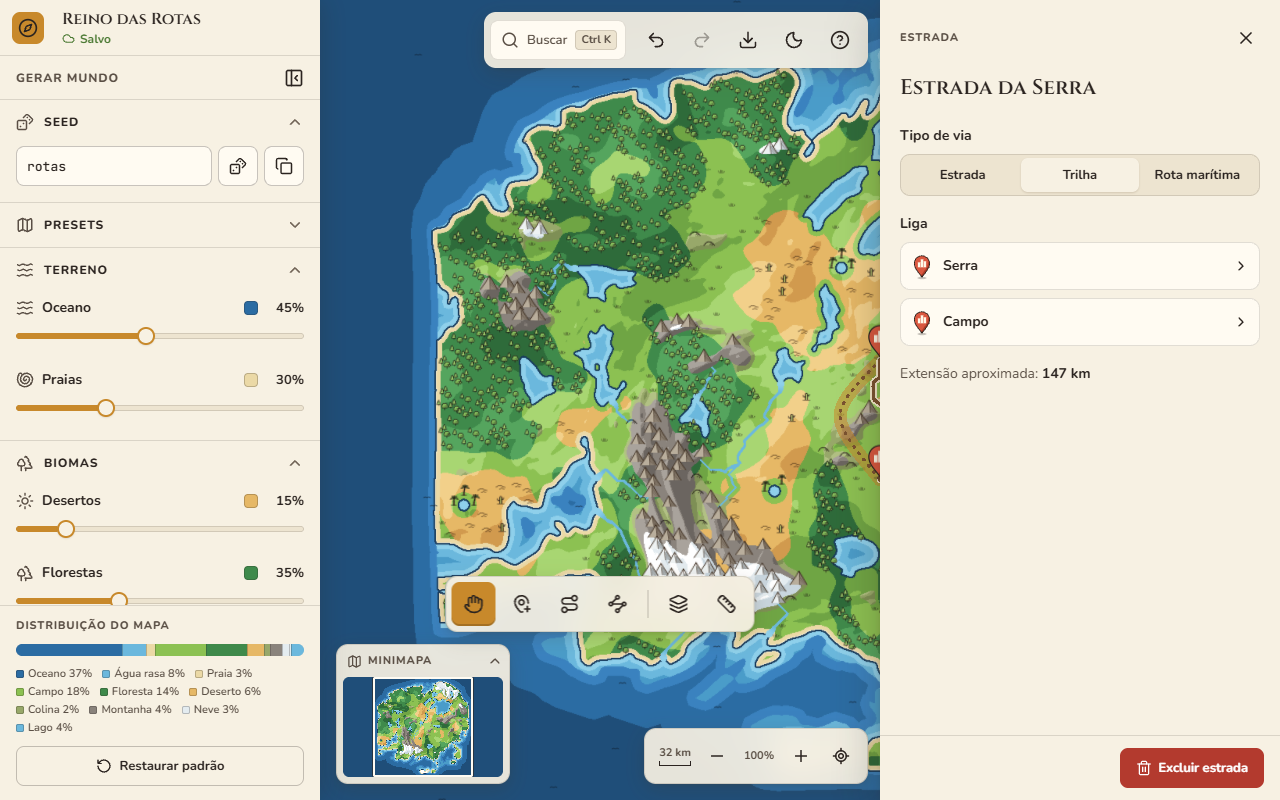 Reino das Rotas
Salvo
GERAR MUNDO
SEED
rotas
PRESETS
TERRENO
Oceano 45%
Praias 30%
BIOMAS
Desertos 15%
Florestas 35%
DISTRIBUIÇÃO DO MAPA
Oceano 37% Água rasa 8% Praia 3%
Campo 18% Floresta 14% Deserto 6%
Colina 2% Montanha 4% Neve 3%
Lago 4%
Restaurar padrão
Buscar Ctrl K
MINIMAPA
32 km 100%
ESTRADA
Estrada da Serra
Tipo de via
Estrada Trilha Rota marítima
Liga
Serra
Campo
Extensão aproximada: 147 km
Excluir estrada